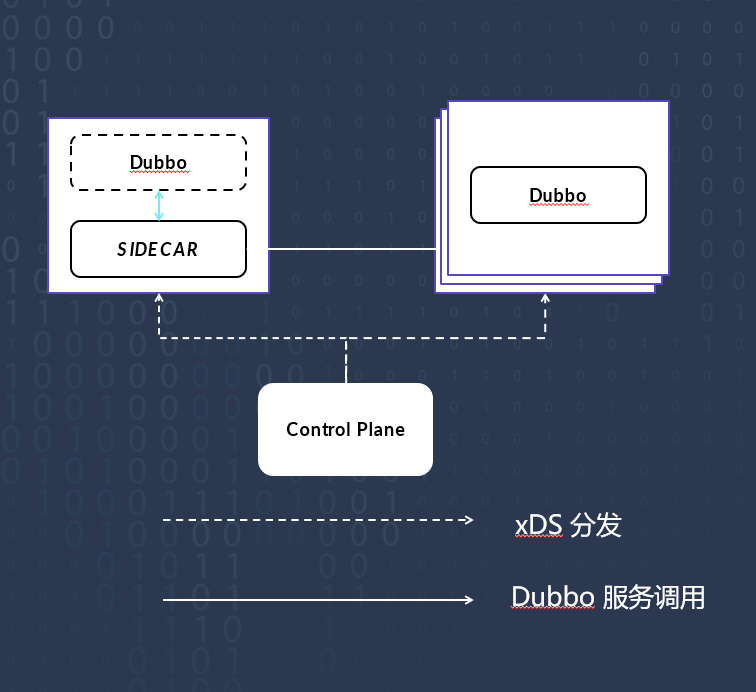 Dubbo
Dubbo
SIDECAR
Control Plane
xDS 分发
Dubbo 服务调用